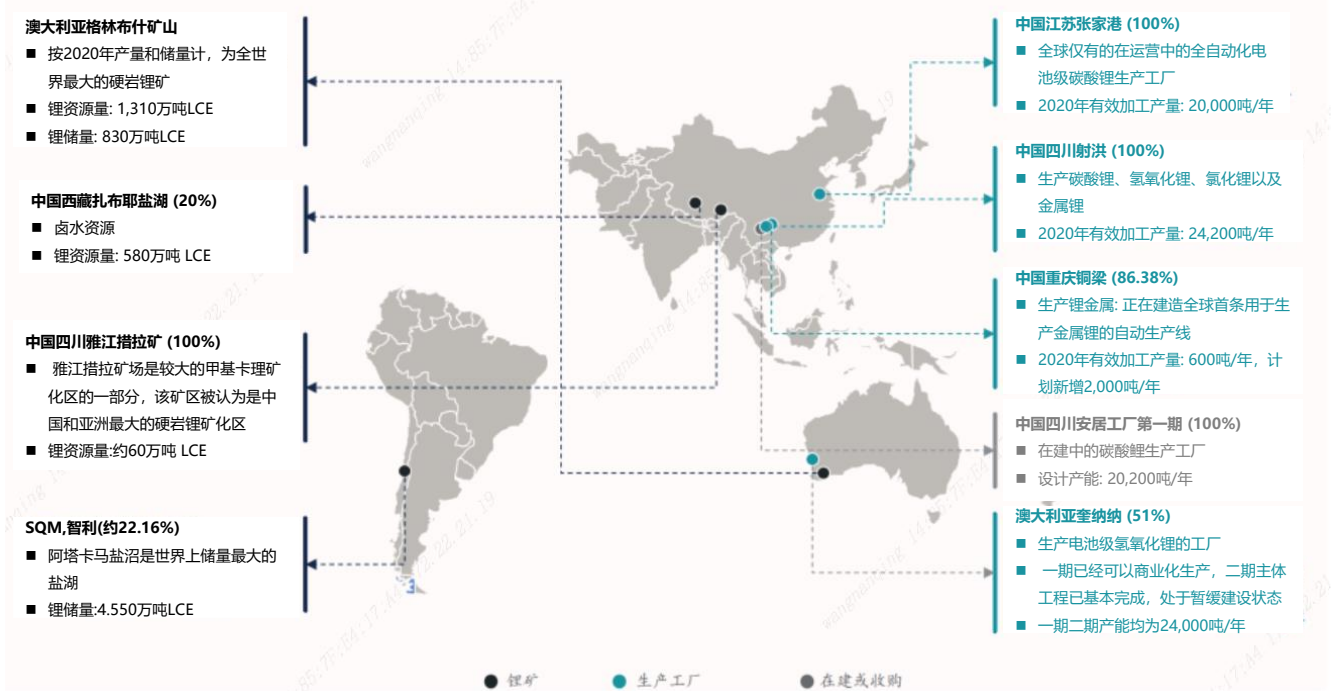 澳大利亚格林布什矿山
■ 按2020年产量和储量计，为全世
界最大的硬岩锂矿
■ 锂资源量: 1,310万吨LCE
■ 锂储量: 830万吨LCE
中国西藏扎布耶盐湖 (20%)
■ 卤水资源
■ 锂资源量: 580万吨 LCE
中国四川雅江措拉矿 (100%)
■ 雅江措拉矿场是较大的甲基卡理矿
化区的一部分，该矿区被认为是中
国和亚洲最大的硬岩锂矿化区
■ 锂资源量:约60万吨 LCE
SQM,智利(约22.16%)
■ 阿塔卡马盐沼是世界上储量最大的
盐湖
■ 锂储量:4.550万吨LCE
中国江苏张家港 (100%)
■ 全球仅有的在运营中的全自动化电
池级碳酸锂生产工厂
■ 2020年有效加工产量: 20,000吨/年
中国四川射洪 (100%)
■ 生产碳酸锂、氢氧化锂、氯化锂以及
金属锂
■ 2020年有效加工产量: 24,200吨/年
中国重庆铜梁 (86.38%)
■ 生产锂金属: 正在建造全球首条用于生
产金属锂的自动生产线
■ 2020年有效加工产量: 600吨/年，计
划新增2,000吨/年
中国四川安居工厂第一期 (100%)
■ 在建中的碳酸鲤生产工厂
■ 设计产能: 20,200吨/年
澳大利亚奎纳纳 (51%)
■ 生产电池级氢氧化锂的工厂
■ 一期已经可以商业化生产，二期主体
工程已基本完成，处于暂缓建设状态
■ 一期二期产能均为24,000吨/年
锂矿
生产工厂
在建或收购